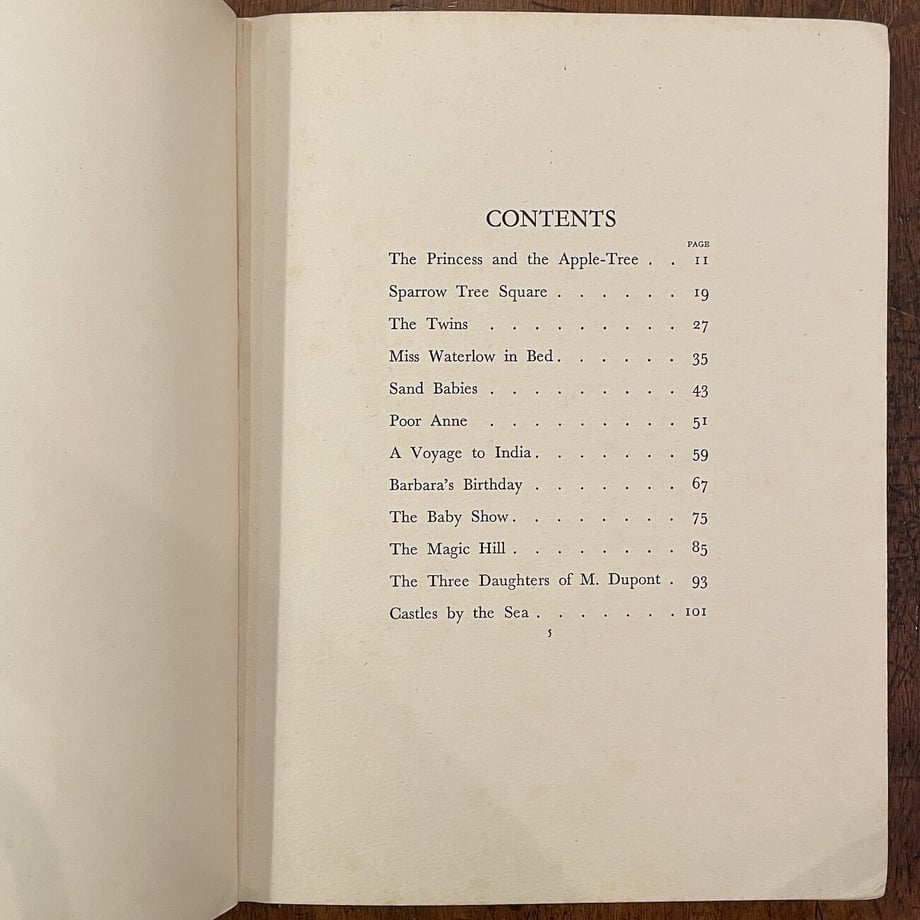 CONTENTS
PAGE
The Princess and the Apple-Tree . . 11
Sparrow Tree Square . . . . . . 19
The Twins . . . . . . . . . 27
Miss Waterlow in Bed . . . . . . 35
Sand Babies . . . . . . . . . 43
Poor Anne . . . . . . . . . 51
A Voyage to India . . . . . . . 59
Barbara's Birthday . . . . . . . 67
The Baby Show . . . . . . . . 75
The Magic Hill . . . . . . . . 85
The Three Daughters of M. Dupont . 93
Castles by the Sea . . . . . . . 101
5